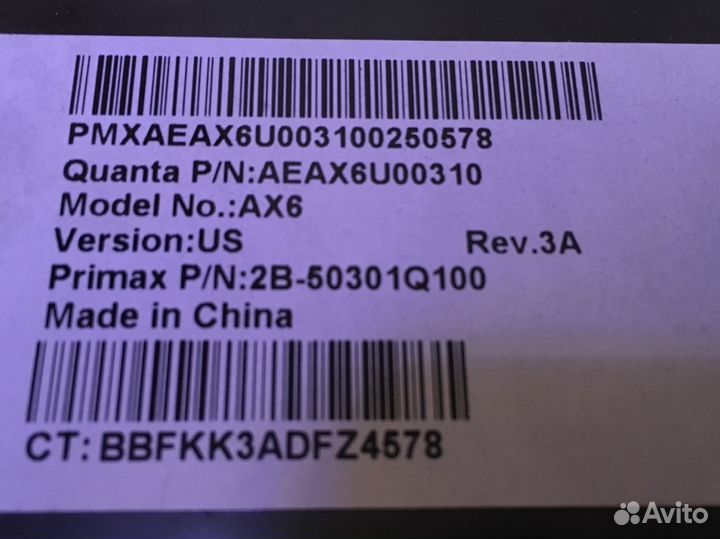 PMXAEAX6U003100250578
Quanta P/N:AEAX6U00310
Model No.:AX6
Version:US Rev.3A
Primax P/N:2B-50301Q100
Made in China
CT: BBFKK3ADFZ4578
Avito